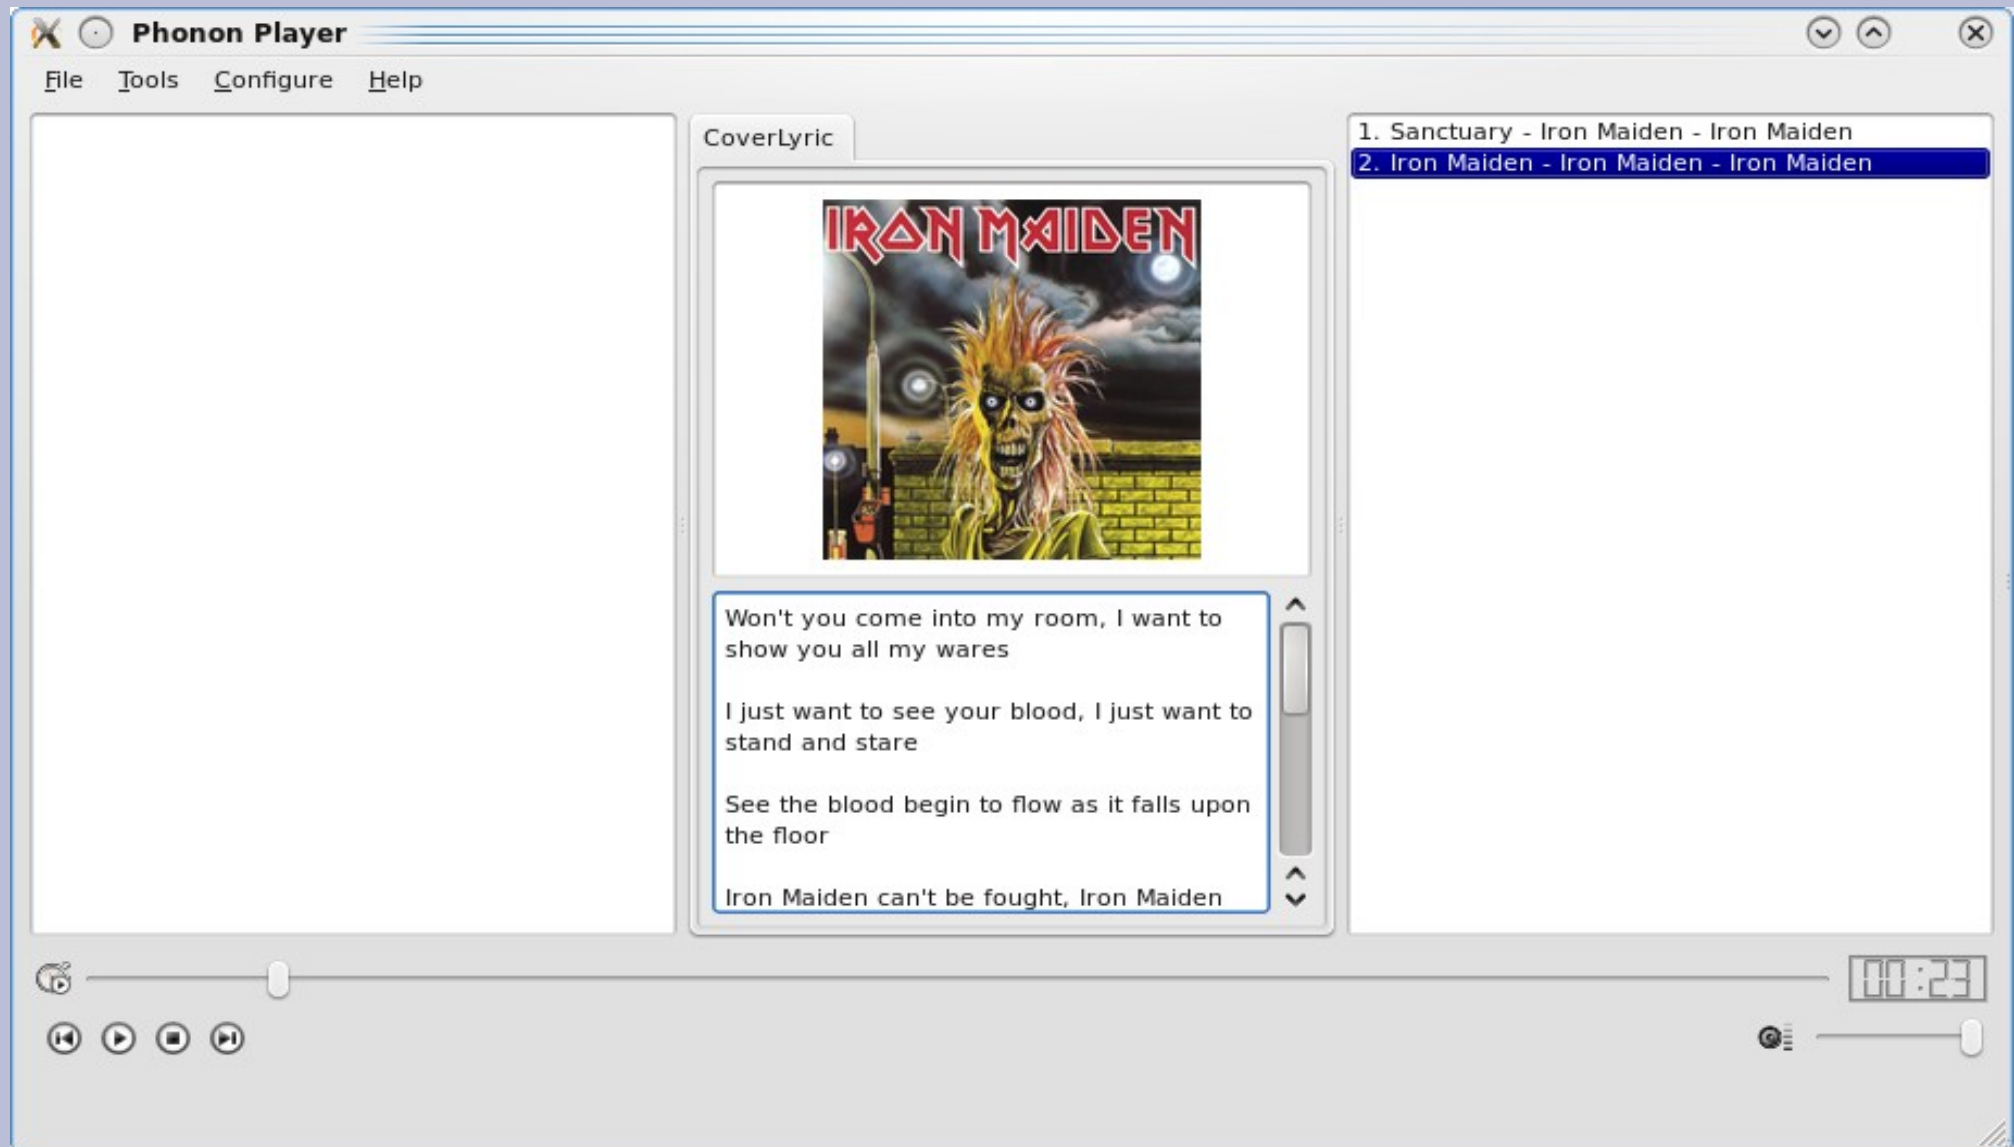 Phonon Player
File Tools Configure Help
CoverLyric
IRON MAIDEN
Won't you come into my room, I want to
show you all my wares
I just want to see your blood, I just want to
stand and stare
See the blood begin to flow as it falls upon
the floor
Iron Maiden can't be fought, Iron Maiden
1. Sanctuary - Iron Maiden - Iron Maiden
2. Iron Maiden - Iron Maiden - Iron Maiden
00:23